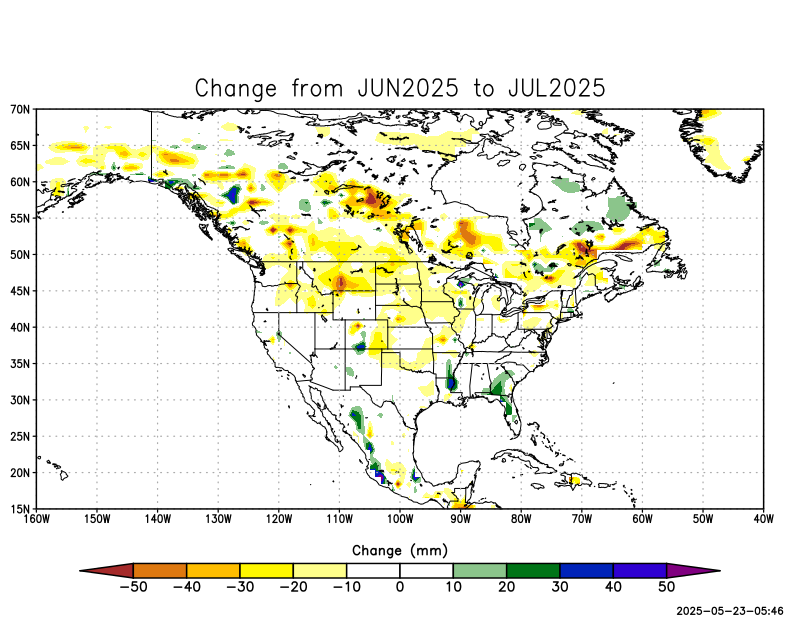 Change from JUN2025 to JUL2025
70N
65N
60N
55N
50N
45N
40N
35N
30N
25N
20N
15N
160W 150W 140W 130W 120W 110W 100W 90W 80W 70W 60W 50W 40W
Change (mm)
−50 −40 −30 −20 −10 0 10 20 30 40 50
2025-05-23-05:46